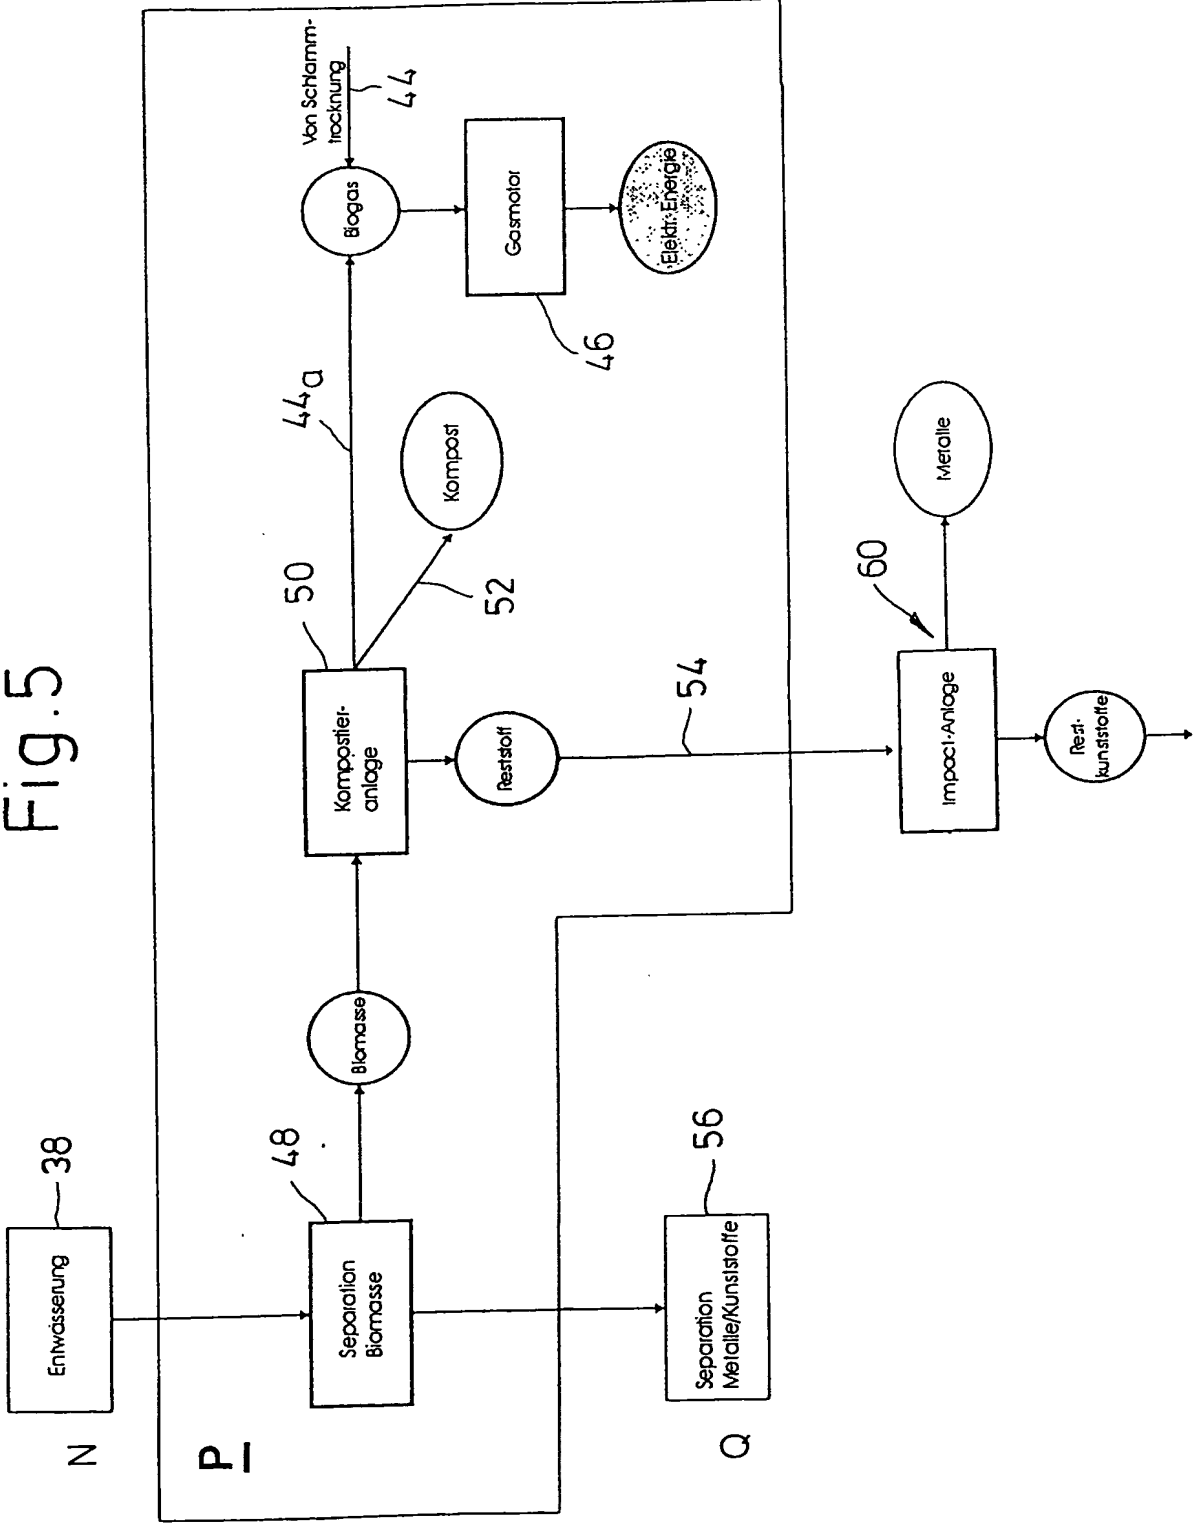 Fig.5
N
Entwässerung
38
P
Separation
Biomasse
48
Biomasse
Kompostier-
anlage
50
44a
Biogas
Von Schlamm-
trocknung
44
Gasmotor
46
Elektr. Energie
52
Kompost
Reststoff
54
Q
Separation
Metalle/Kunststoffe
56
60
Impact-Anlage
Metalle
Rest-
kunststoffe